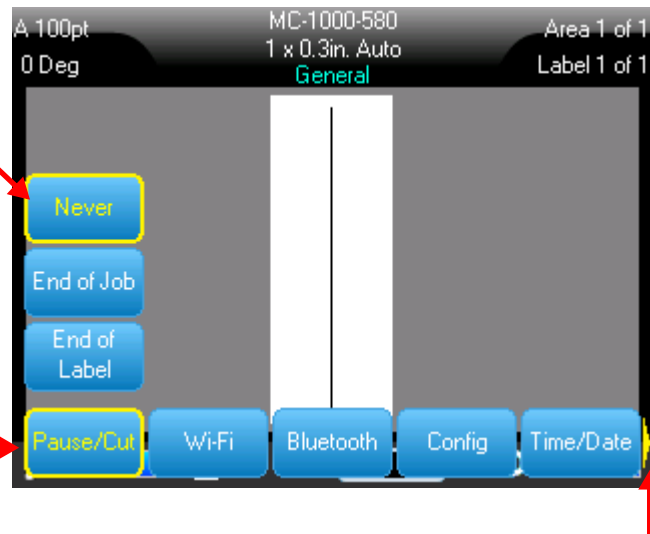 A 100pt
MC-1000-580
Area 1 of 1
0 Deg
1 x 0.3in. Auto
Label 1 of 1
General
Never
End of Job
End of
Label
Pause/Cut
Wi-Fi
Bluetooth
Config
Time/Date